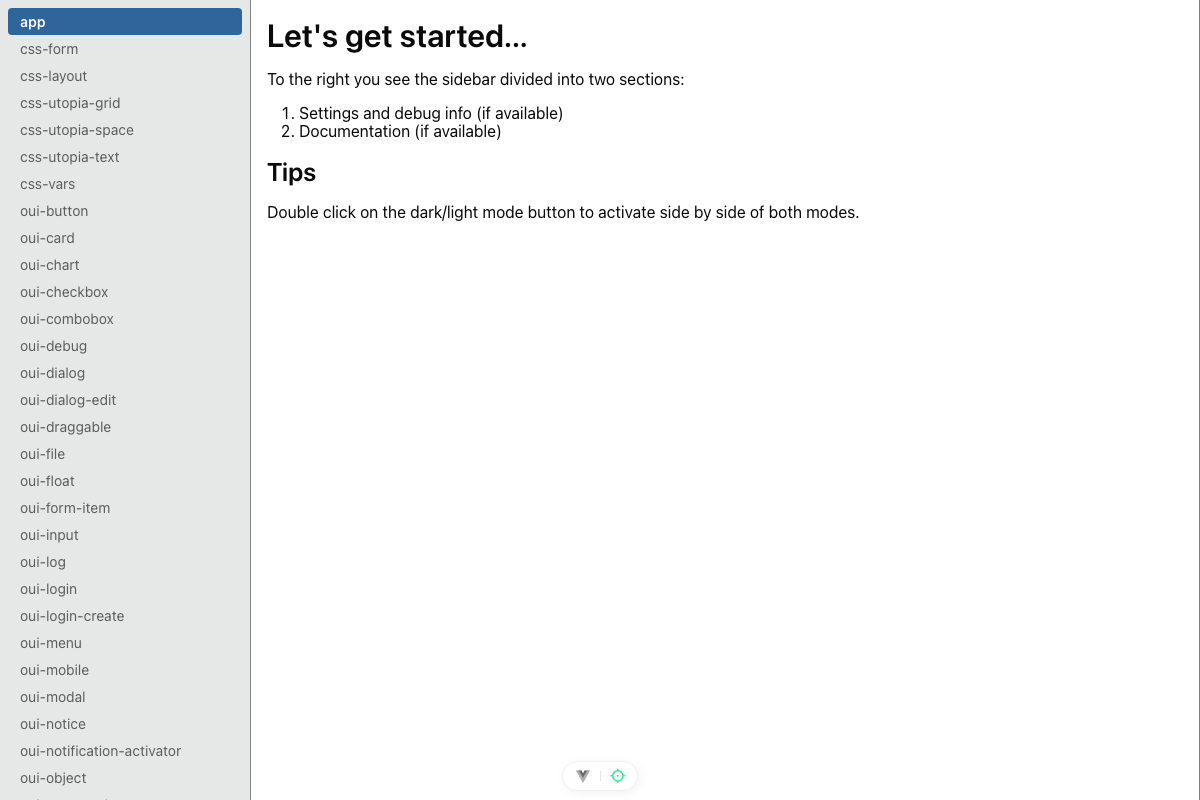 app
css-form
css-layout
css-utopia-grid
css-utopia-space
css-utopia-text
css-vars
oui-button
oui-card
oui-chart
oui-checkbox
oui-combobox
oui-debug
oui-dialog
oui-dialog-edit
oui-draggable
oui-file
oui-float
oui-form-item
oui-input
oui-log
oui-login
oui-login-create
oui-menu
oui-mobile
oui-modal
oui-notice
oui-notification-activator
oui-object
Let's get started...
To the right you see the sidebar divided into two sections:
1. Settings and debug info (if available)
2. Documentation (if available)
Tips
Double click on the dark/light mode button to activate side by side of both modes.